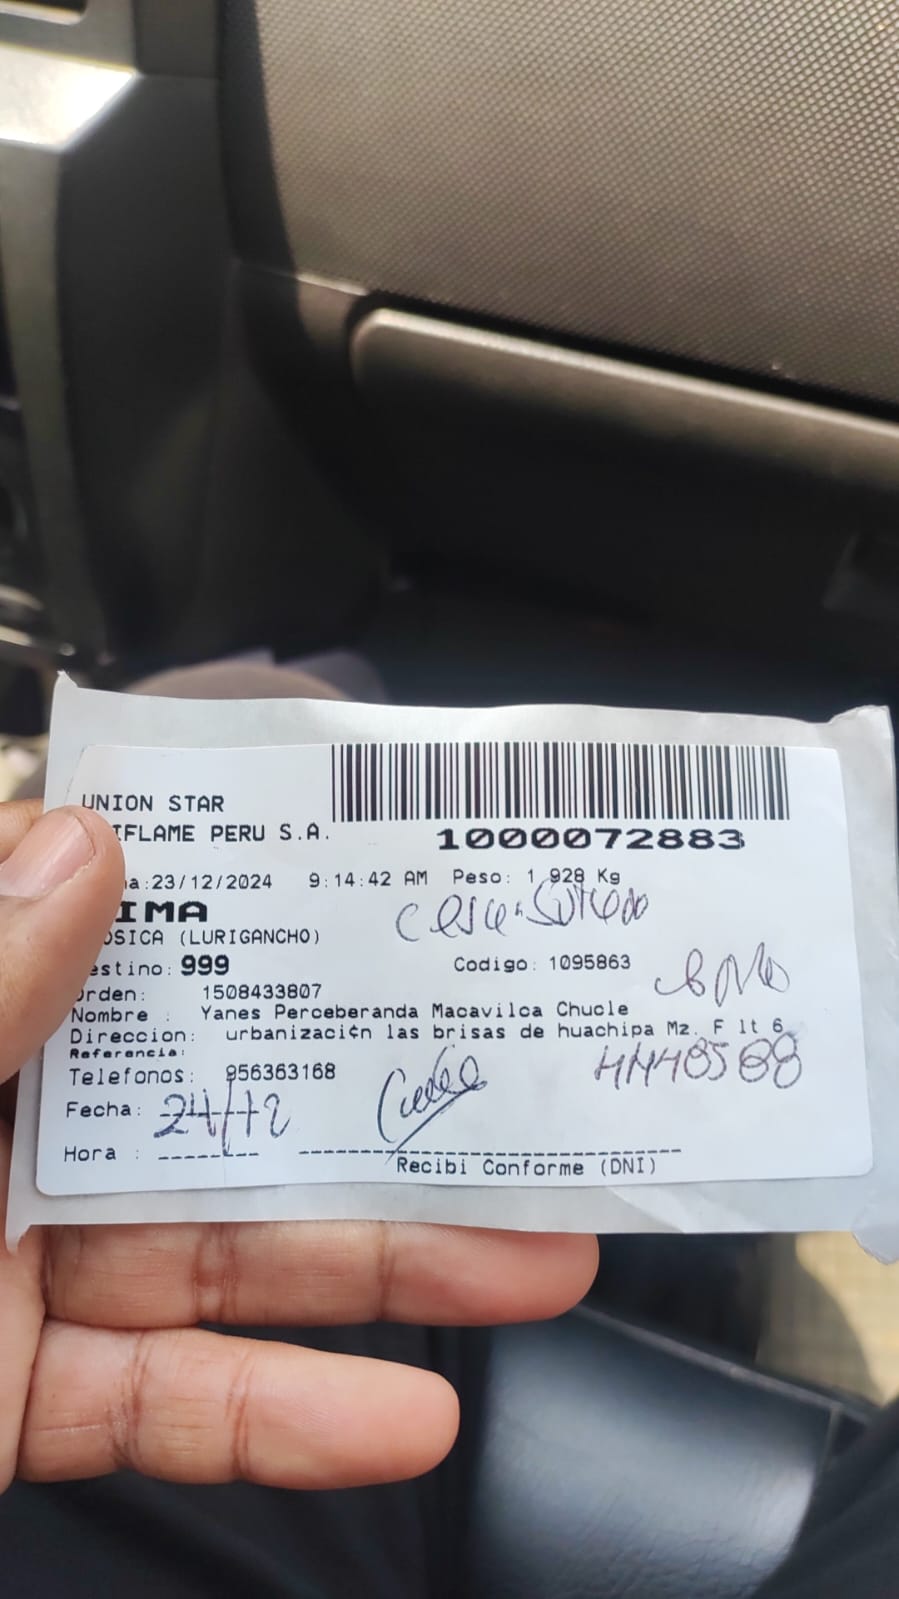 UNION STAR
IFLAME PERU S.A.
1000072883
a:23/12/2024 9:14:42 AM Peso: 1 928 Kg
IMA
OSICA (LURIGANCHO)
estino: 999 Codigo: 1095863
Orden: 1508433807
Nombre : Yanes Perceberanda Macavilca Chucle
Direccion: urbanizaci¢n las brisas de huachipa Mz. F lt 6
Referencia:
Telefonos: 956363168
Fecha: 24/12
Hora :
Recibi Conforme (DNI)